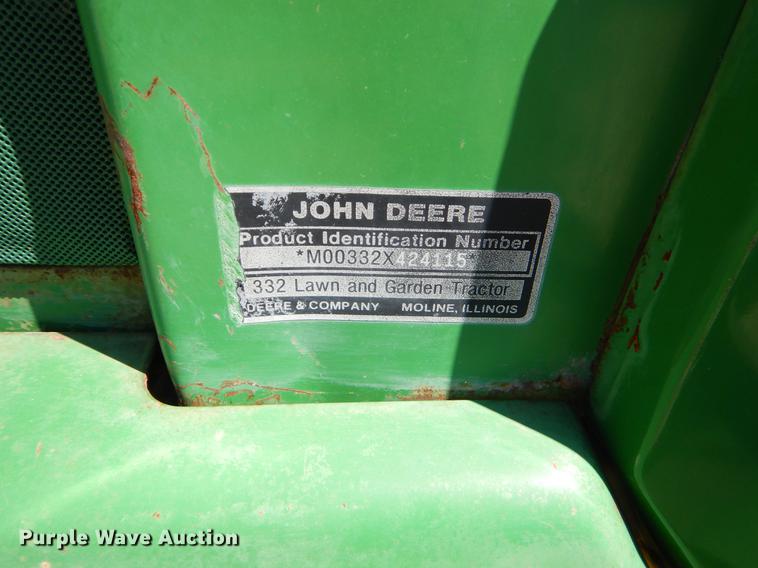 JOHN DEERE
Product Identification Number
*M00332X424115*
332 Lawn and Garden Tractor
DEERE & COMPANY MOLINE, ILLINOIS
Purple Wave Auction